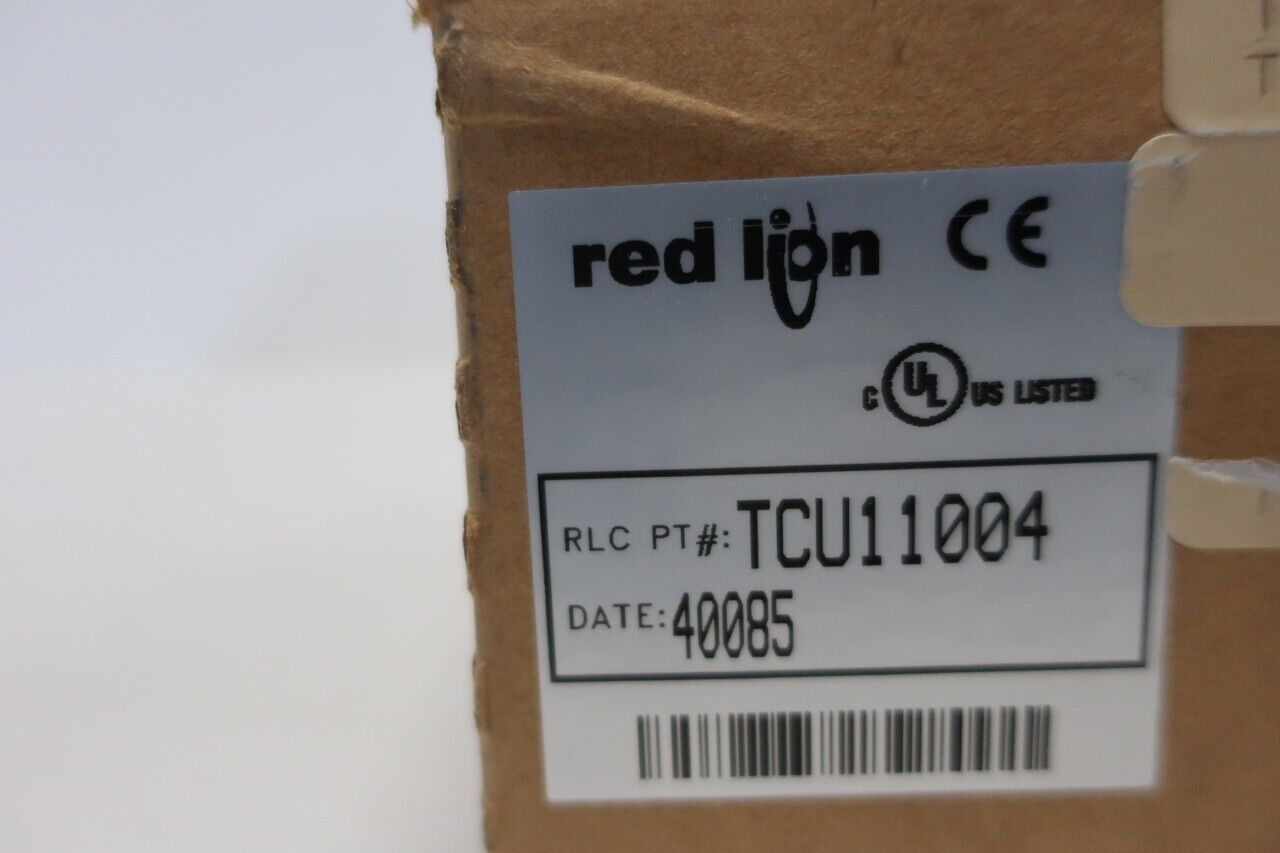 red lion CE
C UL US LISTED
RLC PT#: TCU11004
DATE: 40085